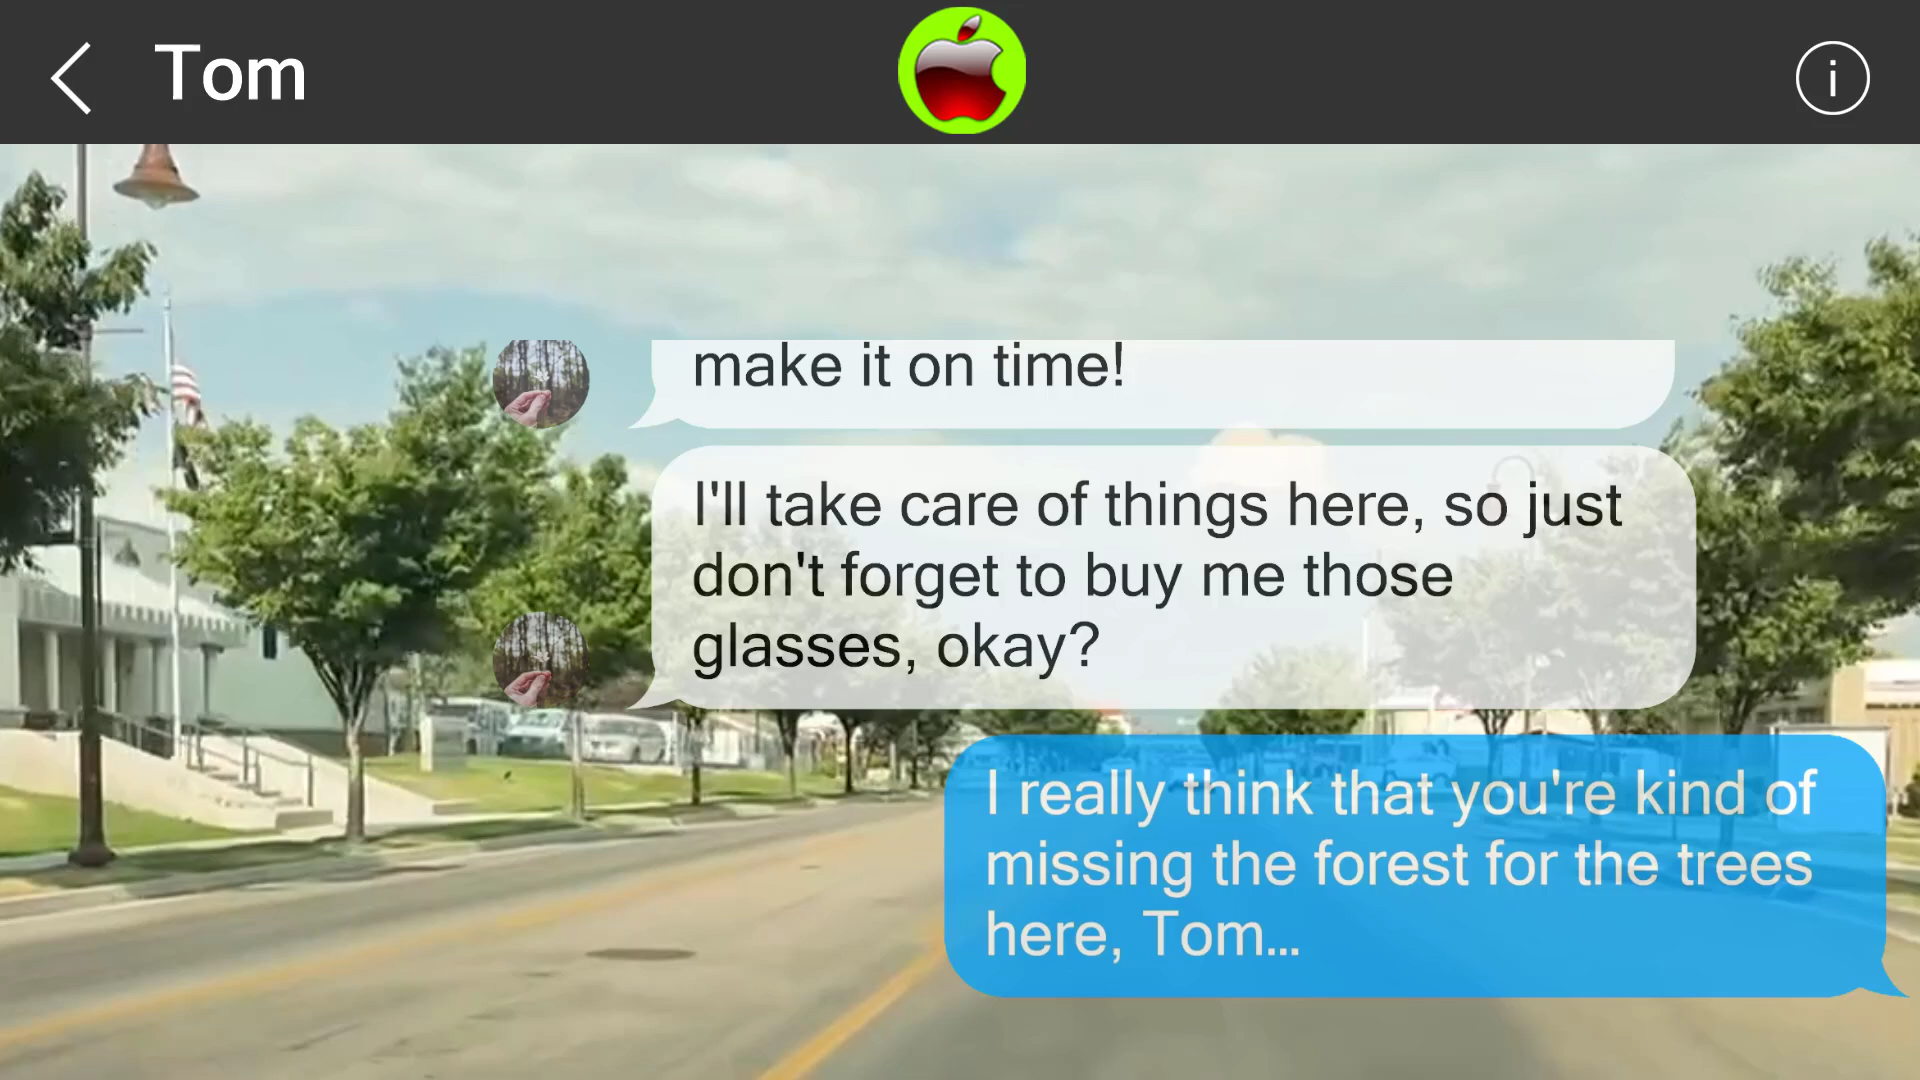 Tom
i
make it on time!
I'll take care of things here, so just
don't forget to buy me those
glasses, okay?
I really think that you're kind of
missing the forest for the trees
here, Tom...